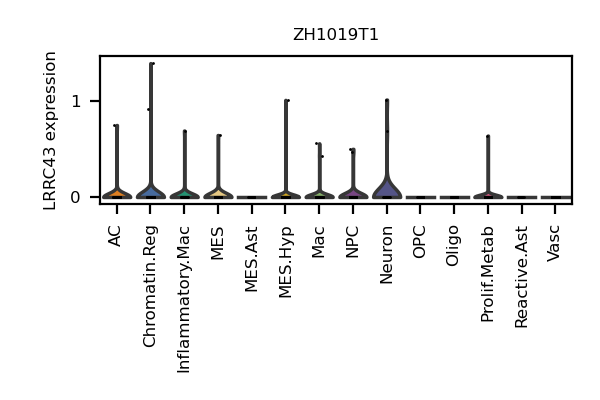 ZH1019T1
LRRC43 expression
1
0
AC
Chromatin.Reg
Inflammatory.Mac
MES
MES.Ast
MES.Hyp
Mac
NPC
Neuron
OPC
Oligo
Prolif.Metab
Reactive.Ast
Vasc